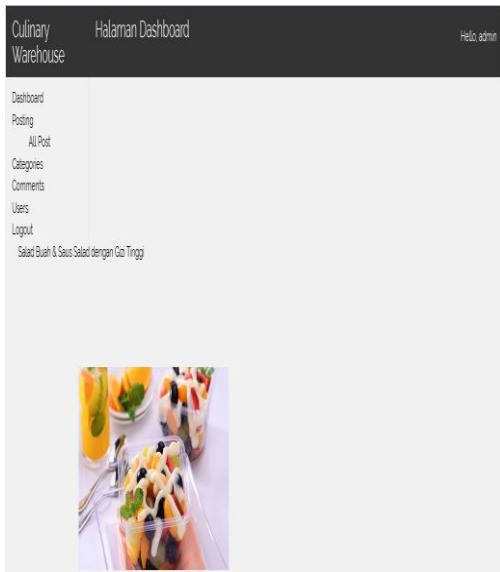 Culinary
Warehouse
Halaman Dashboard
Hello, admin
Dashboard
Posting
All Post
Categories
Comments
Users
Logout
Salad Buah & Saus Salad dengan Gizi Tinggi